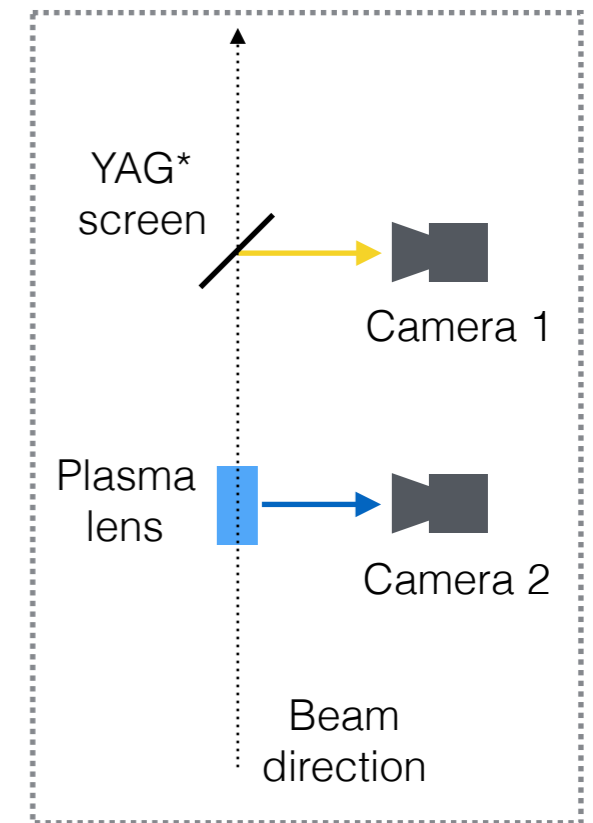 YAG*
screen
Camera 1
Plasma
lens
Camera 2
Beam
direction